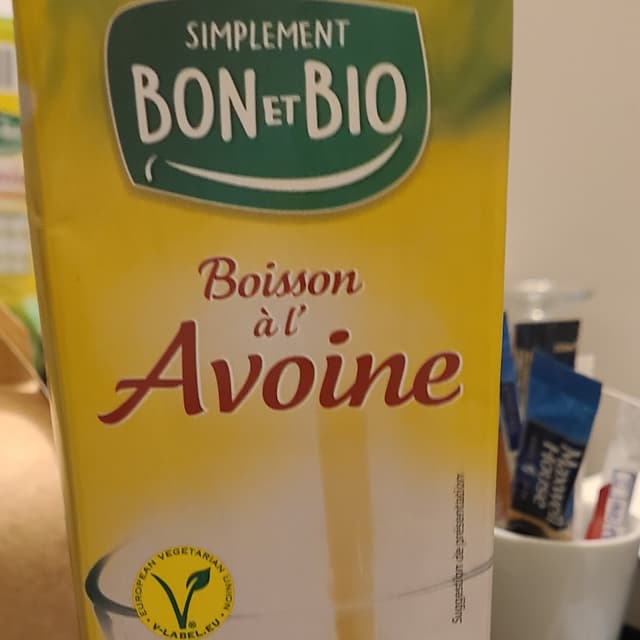 SIMPLEMENT
BON ET BIO
Boisson
à l'
Avoine
Suggestion de présentation
EUROPEAN VEGETARIAN UNION
V-LABEL.EU
Maxwell
House